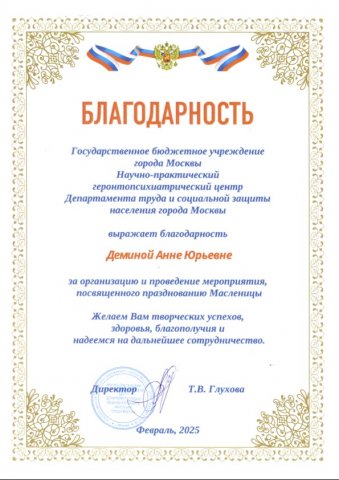 БЛАГОДАРНОСТЬ
Государственное бюджетное учреждение
города Москвы
Научно-практический
геронтопсихиатрический центр
Департамента труда и социальной защиты
населения города Москвы
выражает благодарность
Деминой Анне Юрьевне
за организацию и проведение мероприятия,
посвященного празднованию Масленицы
Желаем Вам творческих успехов,
здоровья, благополучия и
надеемся на дальнейшее сотрудничество.
Директор Т.В. Глухова
Февраль, 2025